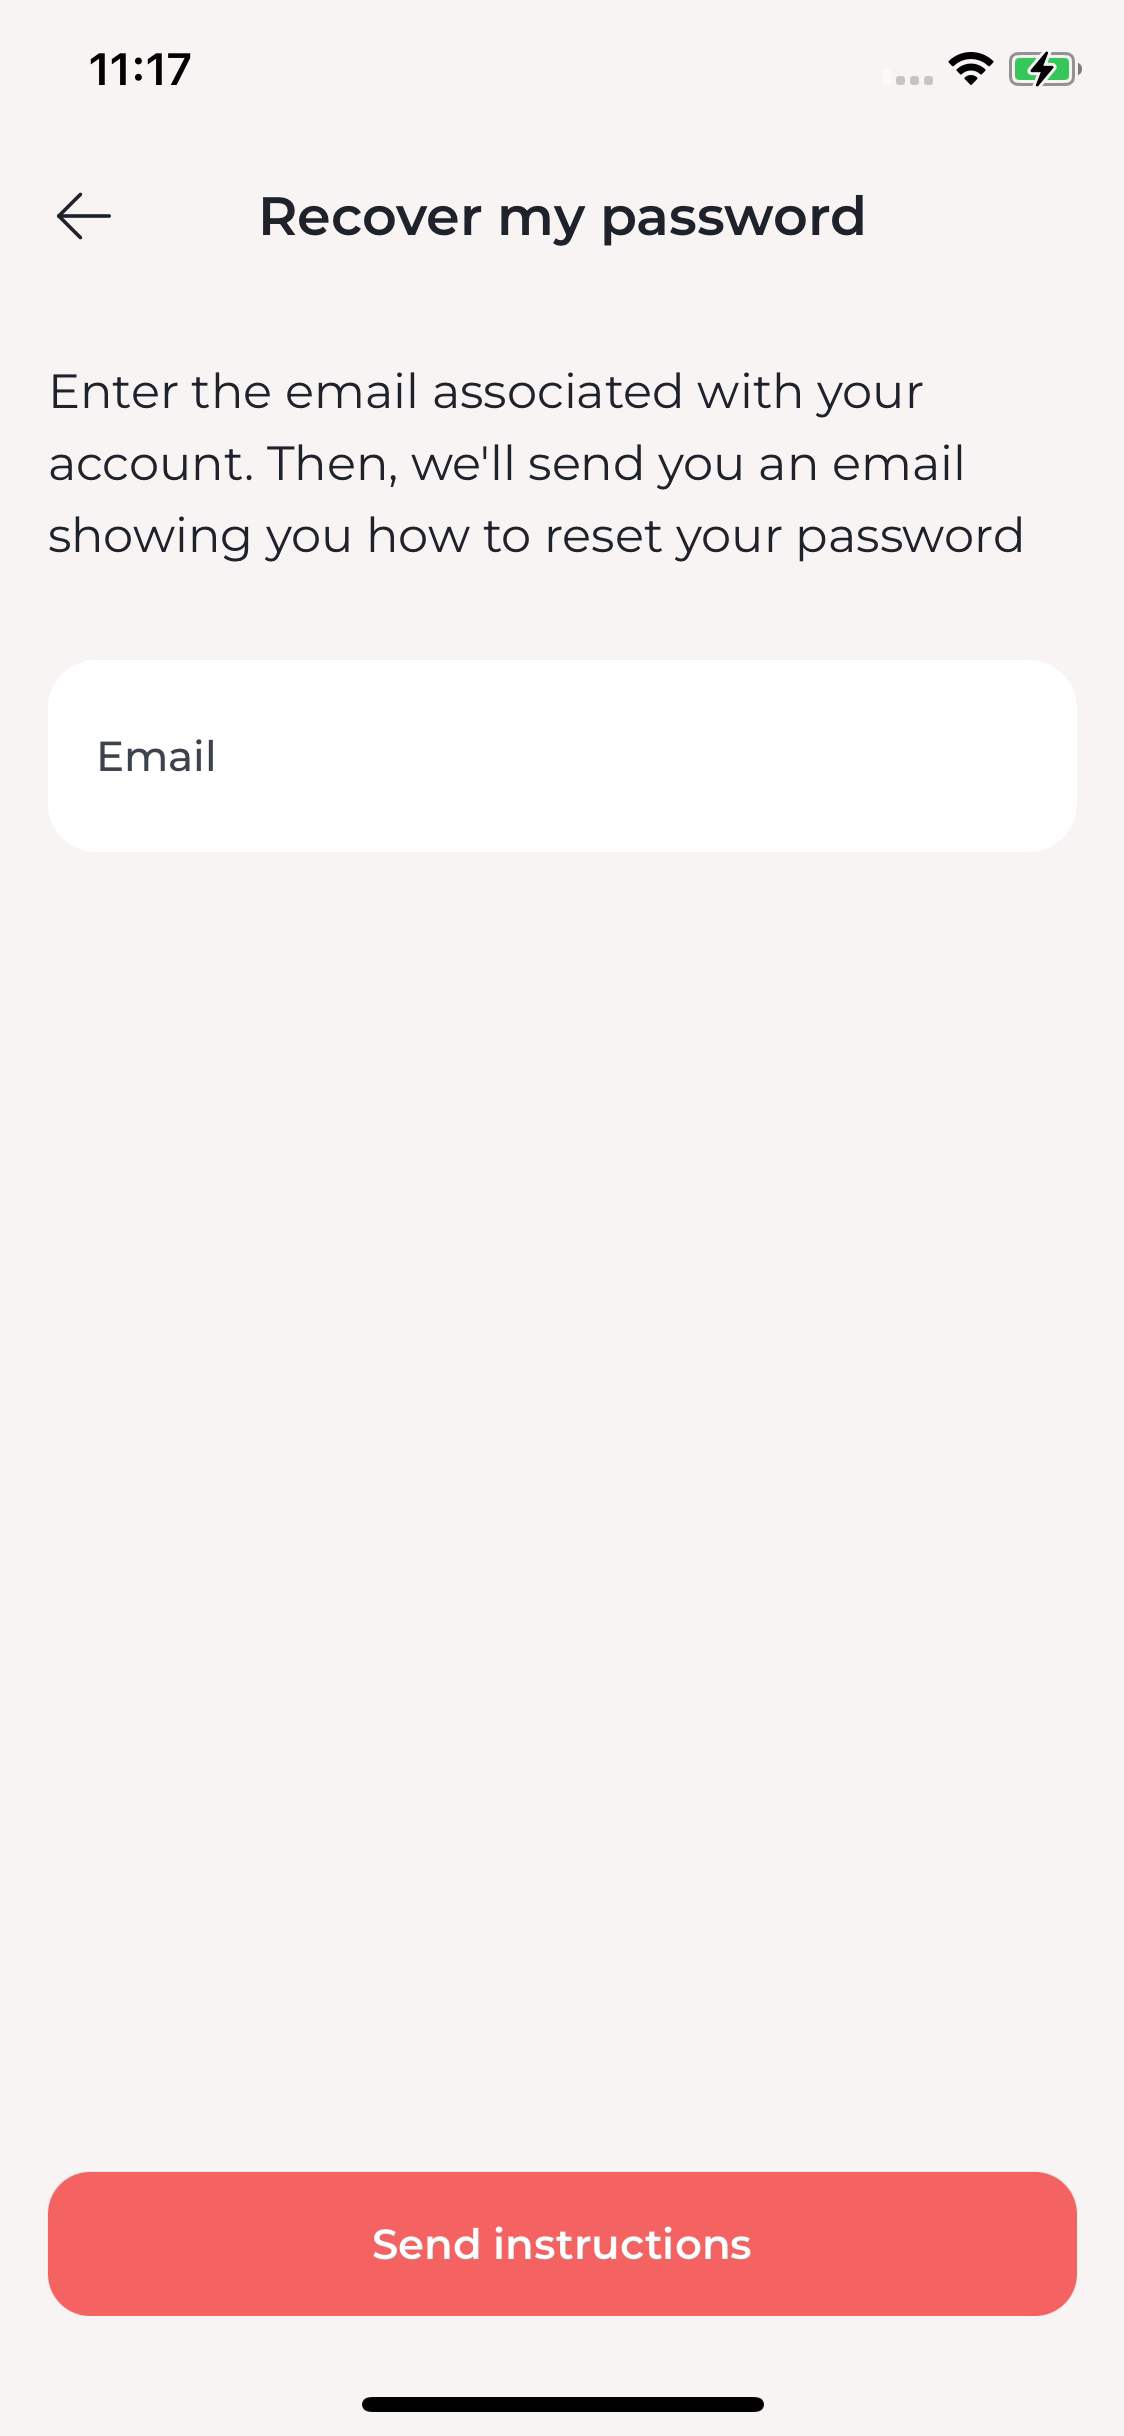 11:17
Recover my password
Enter the email associated with your
account. Then, we'll send you an email
showing you how to reset your password
Email
Send instructions